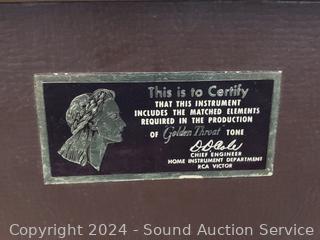 This is to Certify
THAT THIS INSTRUMENT
INCLUDES THE MATCHED ELEMENTS
REQUIRED IN THE PRODUCTION
OF Golden Throat TONE
D D Cole
CHIEF ENGINEER
HOME INSTRUMENT DEPARTMENT
RCA VICTOR
Copyright © 2024 - Sound Auction Service